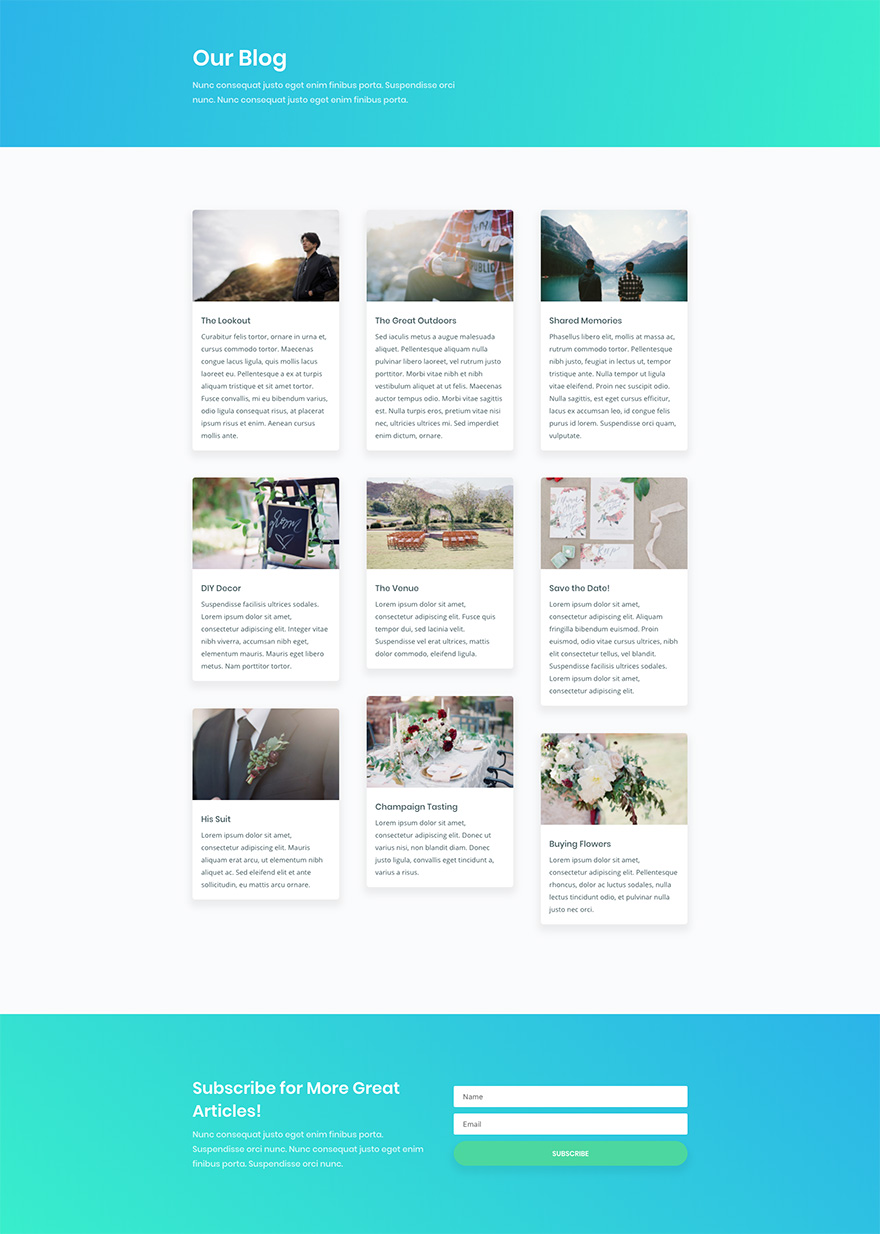 Our Blog
Nunc consequat justo eget enim finibus porta. Suspendisse orci
nunc. Nunc consequat justo eget enim finibus porta.
The Lookout
Curabitur felis tortor, ornare in urna et,
cursus commodo tortor. Maecenas
congue lacus ligula, quis mollis lacus
laoreet eu. Pellentesque a ex at turpis
aliquam tristique et sit amet tortor.
Fusce convallis, mi eu bibendum varius,
odio ligula consequat risus, at placerat
ipsum risus et enim. Aenean cursus
mollis ante.
PUBLIC
The Great Outdoors
Sed iaculis metus a augue malesuada
aliquet. Pellentesque aliquam nulla
pulvinar libero laoreet, vel rutrum justo
porttitor. Morbi vitae nibh et nibh
vestibulum aliquet at ut felis. Maecenas
auctor tempus odio. Morbi vitae sagittis
est. Nulla turpis eros, pretium vitae nisi
nec, ultricies ultrices mi. Sed imperdiet
enim dictum, ornare.
Shared Memories
Phasellus libero elit, mollis at massa ac,
rutrum commodo tortor. Pellentesque
nibh justo, feugiat in lectus ut, tempor
tristique ante. Nulla tempor ut ligula
vitae eleifend. Proin nec suscipit odio.
Nulla sagittis, est eget cursus efficitur,
lacus ex accumsan leo, id congue felis
purus id lorem. Suspendisse orci quam,
vulputate.
groom
DIY Decor
Suspendisse facilisis ultrices sodales.
Lorem ipsum dolor sit amet,
consectetur adipiscing elit. Integer vitae
nibh viverra, accumsan nibh eget,
elementum mauris. Mauris eget libero
metus. Nam porttitor tortor.
The Venue
Lorem ipsum dolor sit amet,
consectetur adipiscing elit. Fusce quis
tempor dui, sed lacinia velit.
Suspendisse vel erat ultrices, mattis
dolor commodo, eleifend ligula.
Save the Date!
Lorem ipsum dolor sit amet,
consectetur adipiscing elit. Aliquam
fringilla bibendum euismod. Proin
euismod, odio vitae cursus ultrices, nibh
elit consectetur tellus, vel blandit.
Suspendisse facilisis ultrices sodales.
Lorem ipsum dolor sit amet,
consectetur adipiscing elit.
His Suit
Lorem ipsum dolor sit amet,
consectetur adipiscing elit. Mauris
aliquam erat arcu, ut elementum nibh
aliquet ac. Sed eleifend elit et ante
sollicitudin, eu mattis arcu ornare.
Champaign Tasting
Lorem ipsum dolor sit amet,
consectetur adipiscing elit. Donec ut
varius nisi, non blandit diam. Donec
justo ligula, convallis eget tincidunt a,
varius a risus.
Buying Flowers
Lorem ipsum dolor sit amet,
consectetur adipiscing elit. Pellentesque
rhoncus, dolor ac luctus sodales, nulla
lectus tincidunt odio, et pulvinar nulla
justo nec orci.
Subscribe for More Great
Articles!
Nunc consequat justo eget enim finibus porta.
Suspendisse orci nunc. Nunc consequat justo eget enim
finibus porta. Suspendisse orci nunc.
Name
Email
SUBSCRIBE